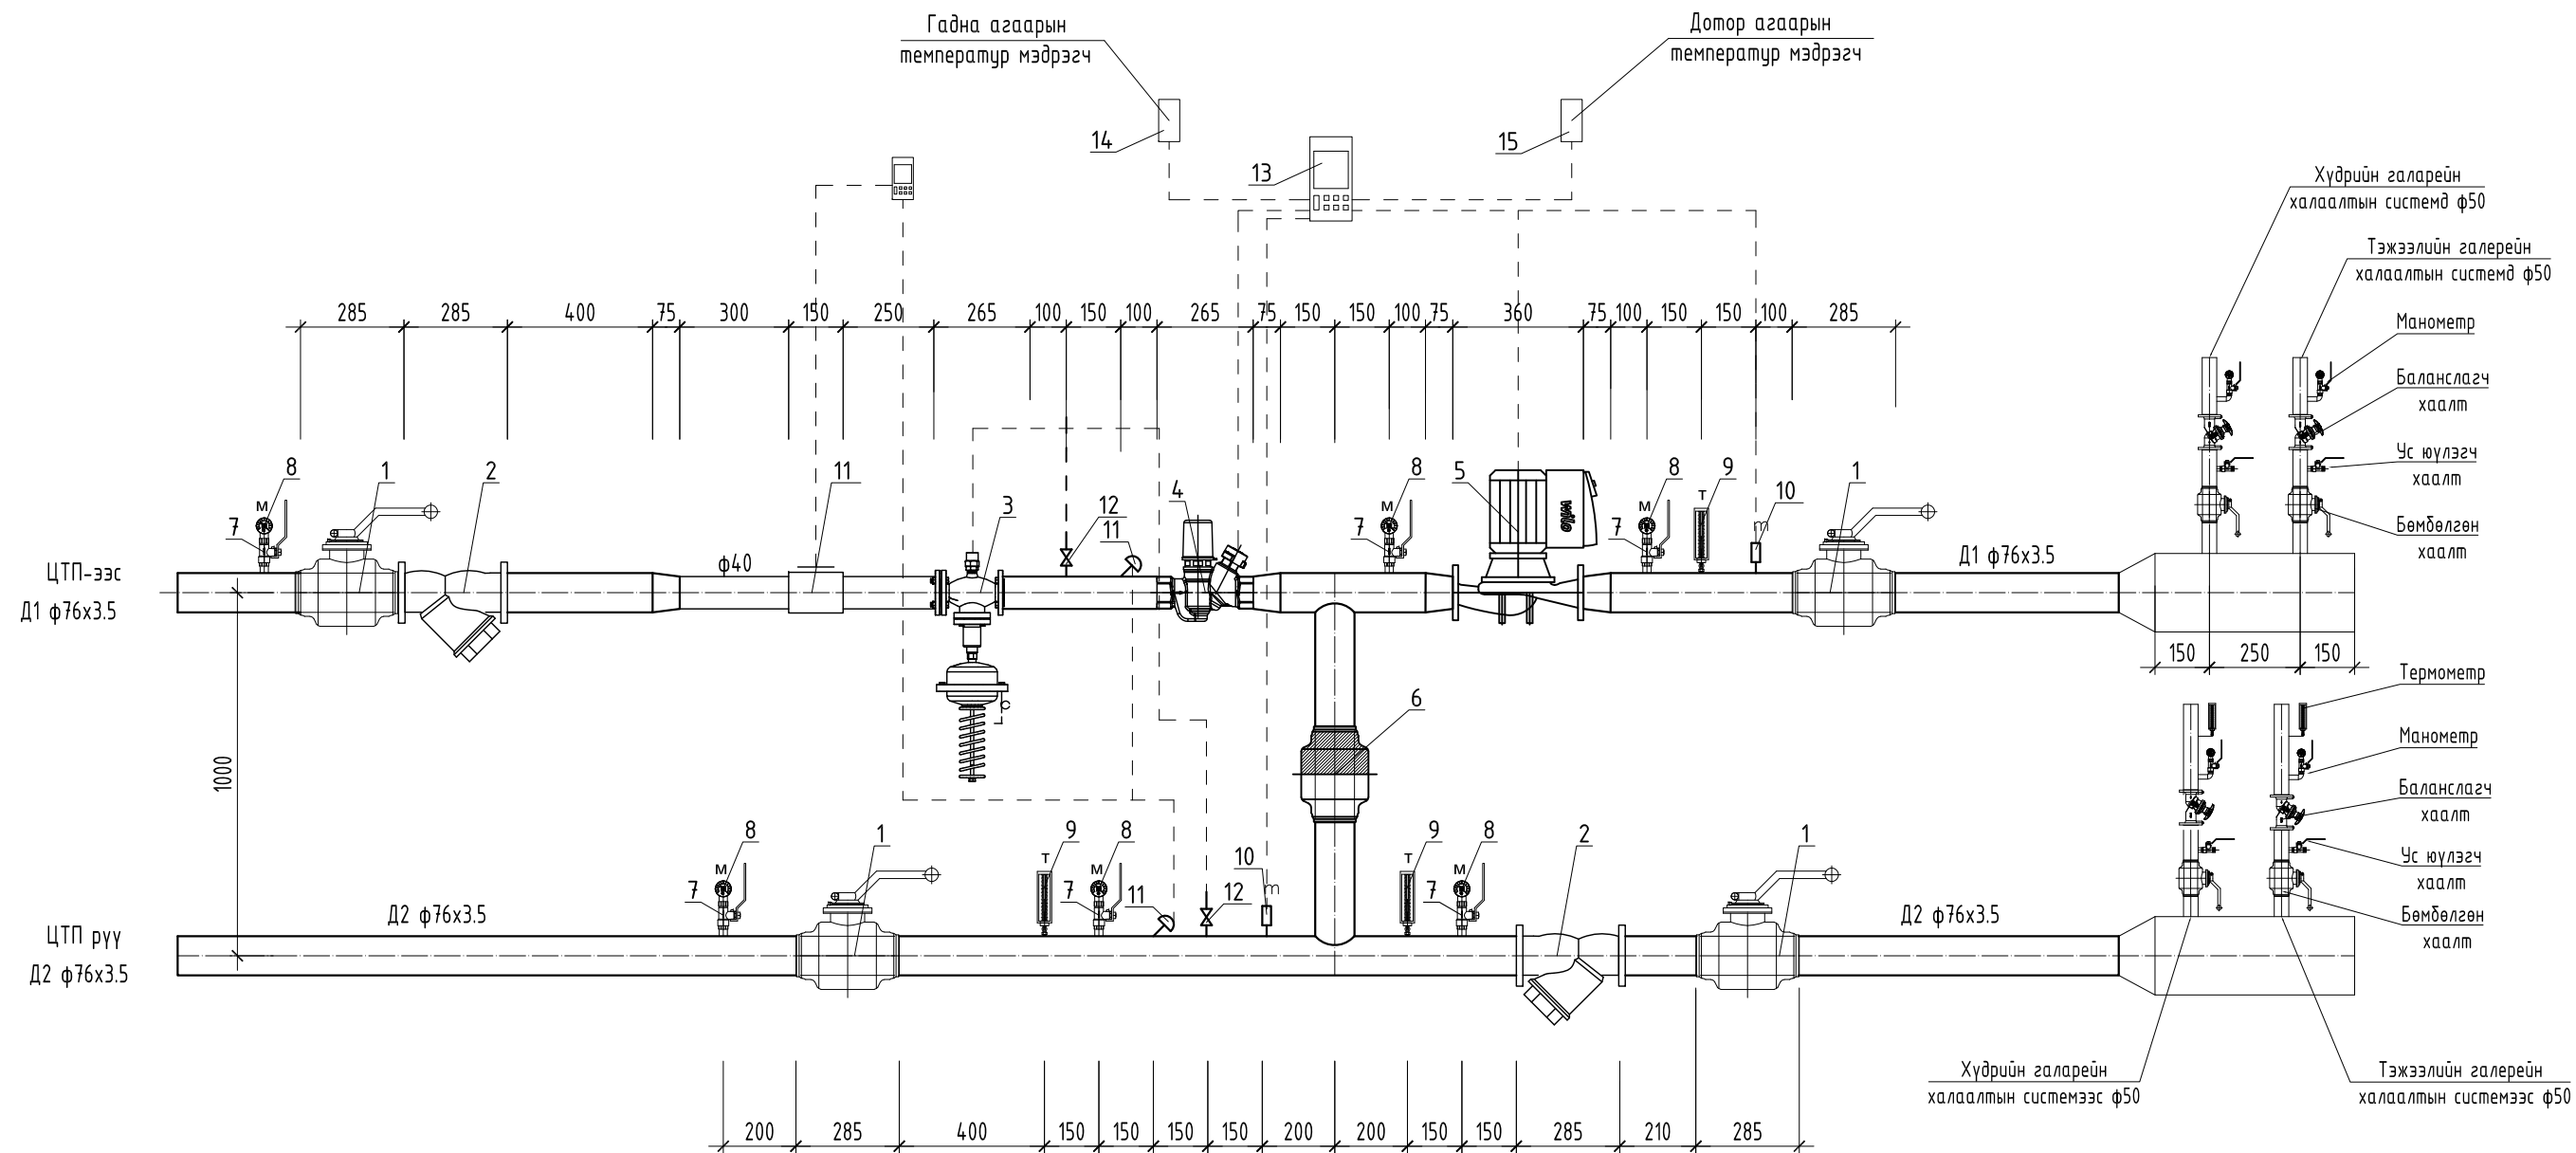 Гадна агаарын
температур мэдрэгч
Дотор агаарын
температур мэдрэгч
14
15
13
Хүдрийн галарейн
халаалтын системд ф50
Тэжээлийн галерейн
халаалтын системд ф50
285 285 400 75 300 150 250 265 100 150 100 265 75 150 150 100 75 360 75 100 150 150 100 285
Манометр
Баланслагч
хаалт
Ус юүлэгч
хаалт
Бөмбөлгөн
хаалт
8 1 2 11 3 12 11 4 8 5 8 9 10 1
М М М Т
7 7 7
wilo
ф40
Д1 ф76х3.5
ЦТП-ээс
Д1 ф76х3.5
150 250 150
6
1000
Термометр
Манометр
Баланслагч
хаалт
Ус юүлэгч
хаалт
Бөмбөлгөн
хаалт
8 1 9 8 10 9 8 2 1
М Т М Т М
7 7 11 12 7
Д2 ф76х3.5
Д2 ф76х3.5
ЦТП рүү
Д2 ф76х3.5
Хүдрийн галарейн
халаалтын системээс ф50
Тэжээлийн галерейн
халаалтын системээс ф50
200 285 400 150 150 150 150 200 200 150 150 285 210 285